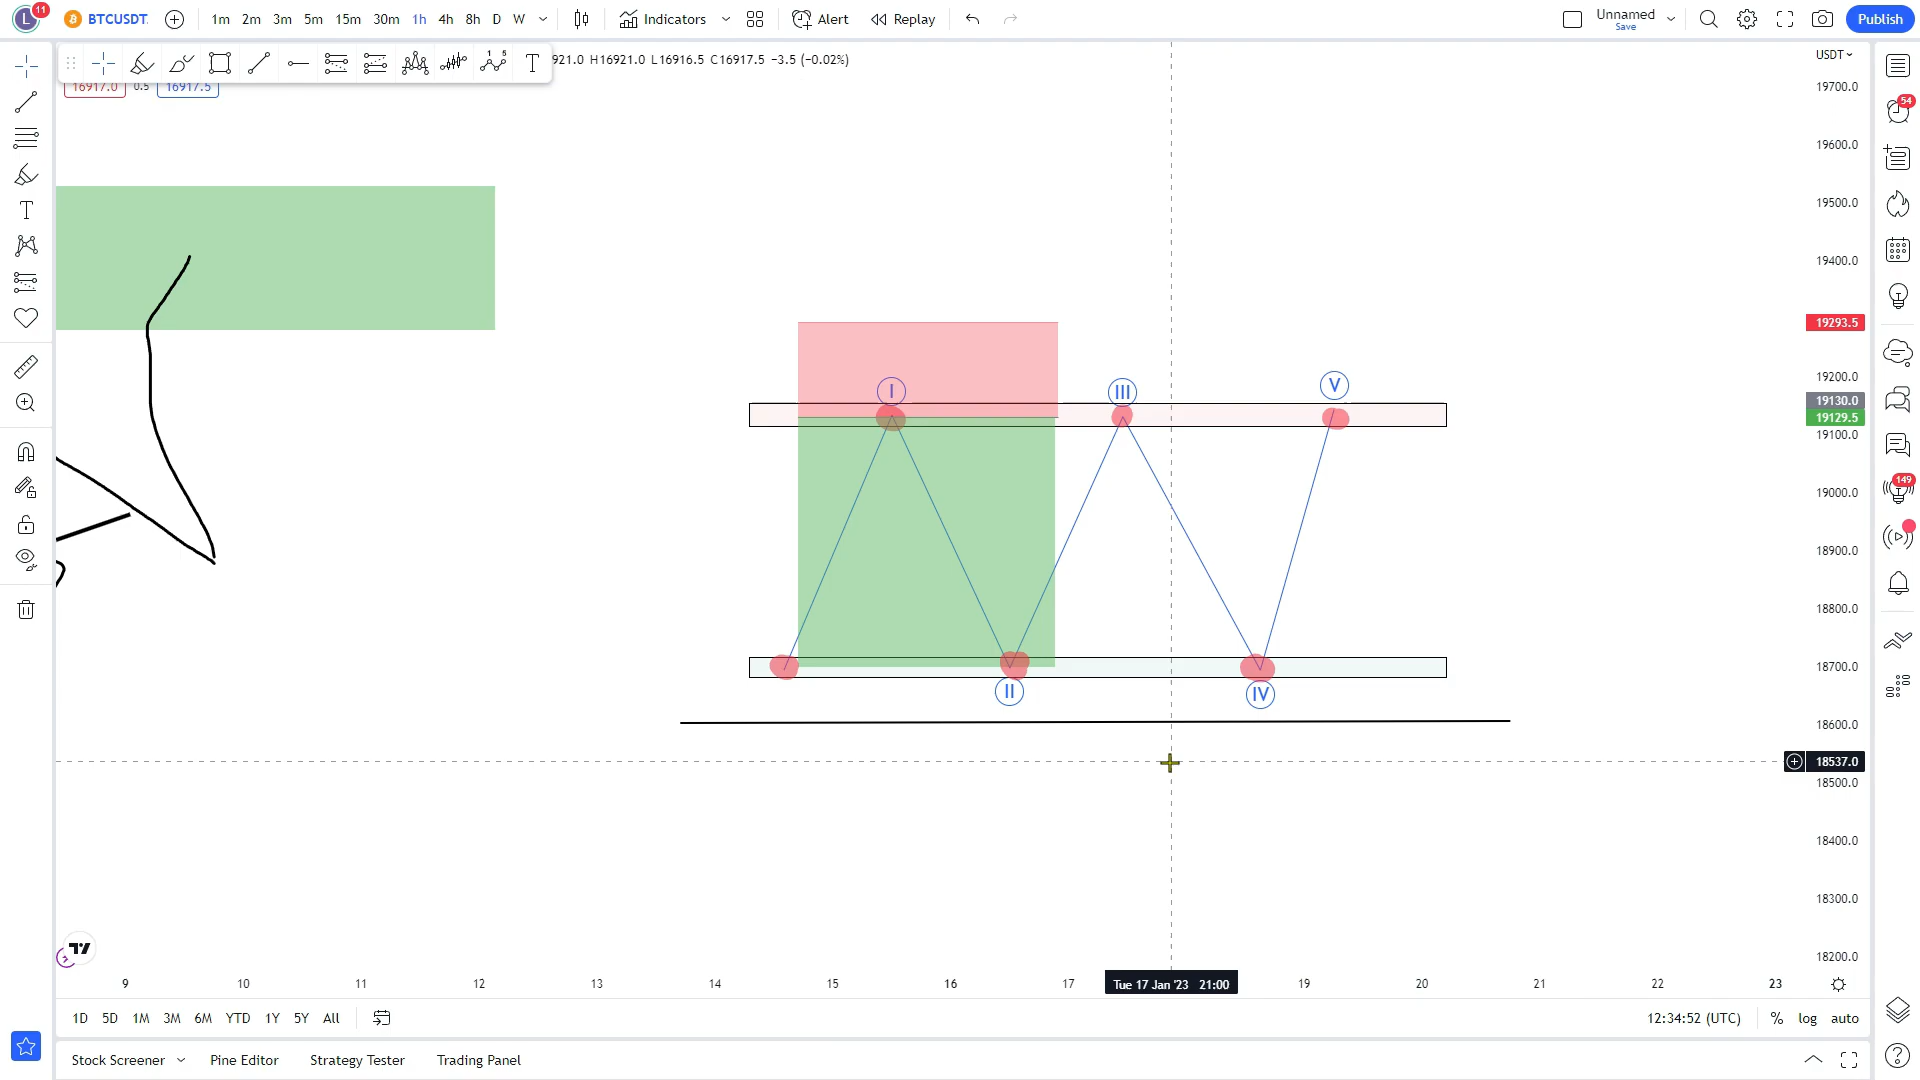 L 11 BTCUSDT. 1m 2m 3m 5m 15m 30m 1h 4h 8h D W Indicators Alert Replay Unnamed Save Publish
921.0 H16921.0 L16916.5 C16917.5 −3.5 (−0.02%) USDT
16917.0 0.5 16917.5
19700.0
54
19600.0
19500.0
19400.0
19293.5
19200.0
I III V
19130.0
19129.5
19100.0
19000.0
149
18900.0
18800.0
18700.0
II IV
18600.0
18537.0
18500.0
18400.0
18300.0
18200.0
9 10 11 12 13 14 15 16 17 Tue 17 Jan '23 21:00 19 20 21 22 23
1D 5D 1M 3M 6M YTD 1Y 5Y All 12:34:52 (UTC) % log auto
Stock Screener Pine Editor Strategy Tester Trading Panel